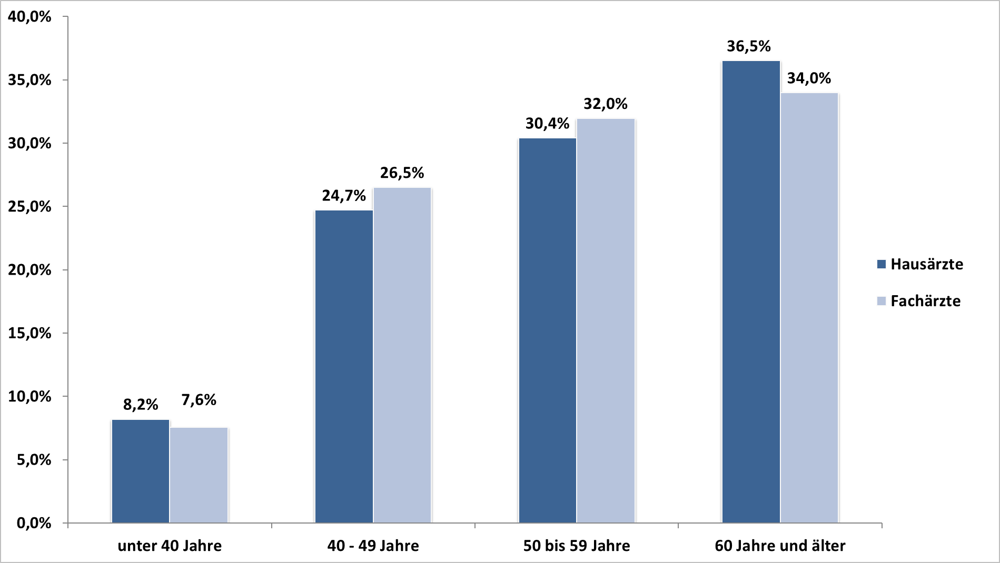 40,0%
35,0%
30,0%
25,0%
20,0%
15,0%
10,0%
5,0%
0,0%
8,2%
7,6%
24,7%
26,5%
30,4%
32,0%
36,5%
34,0%
unter 40 Jahre
40 - 49 Jahre
50 bis 59 Jahre
60 Jahre und älter
Hausärzte
Fachärzte